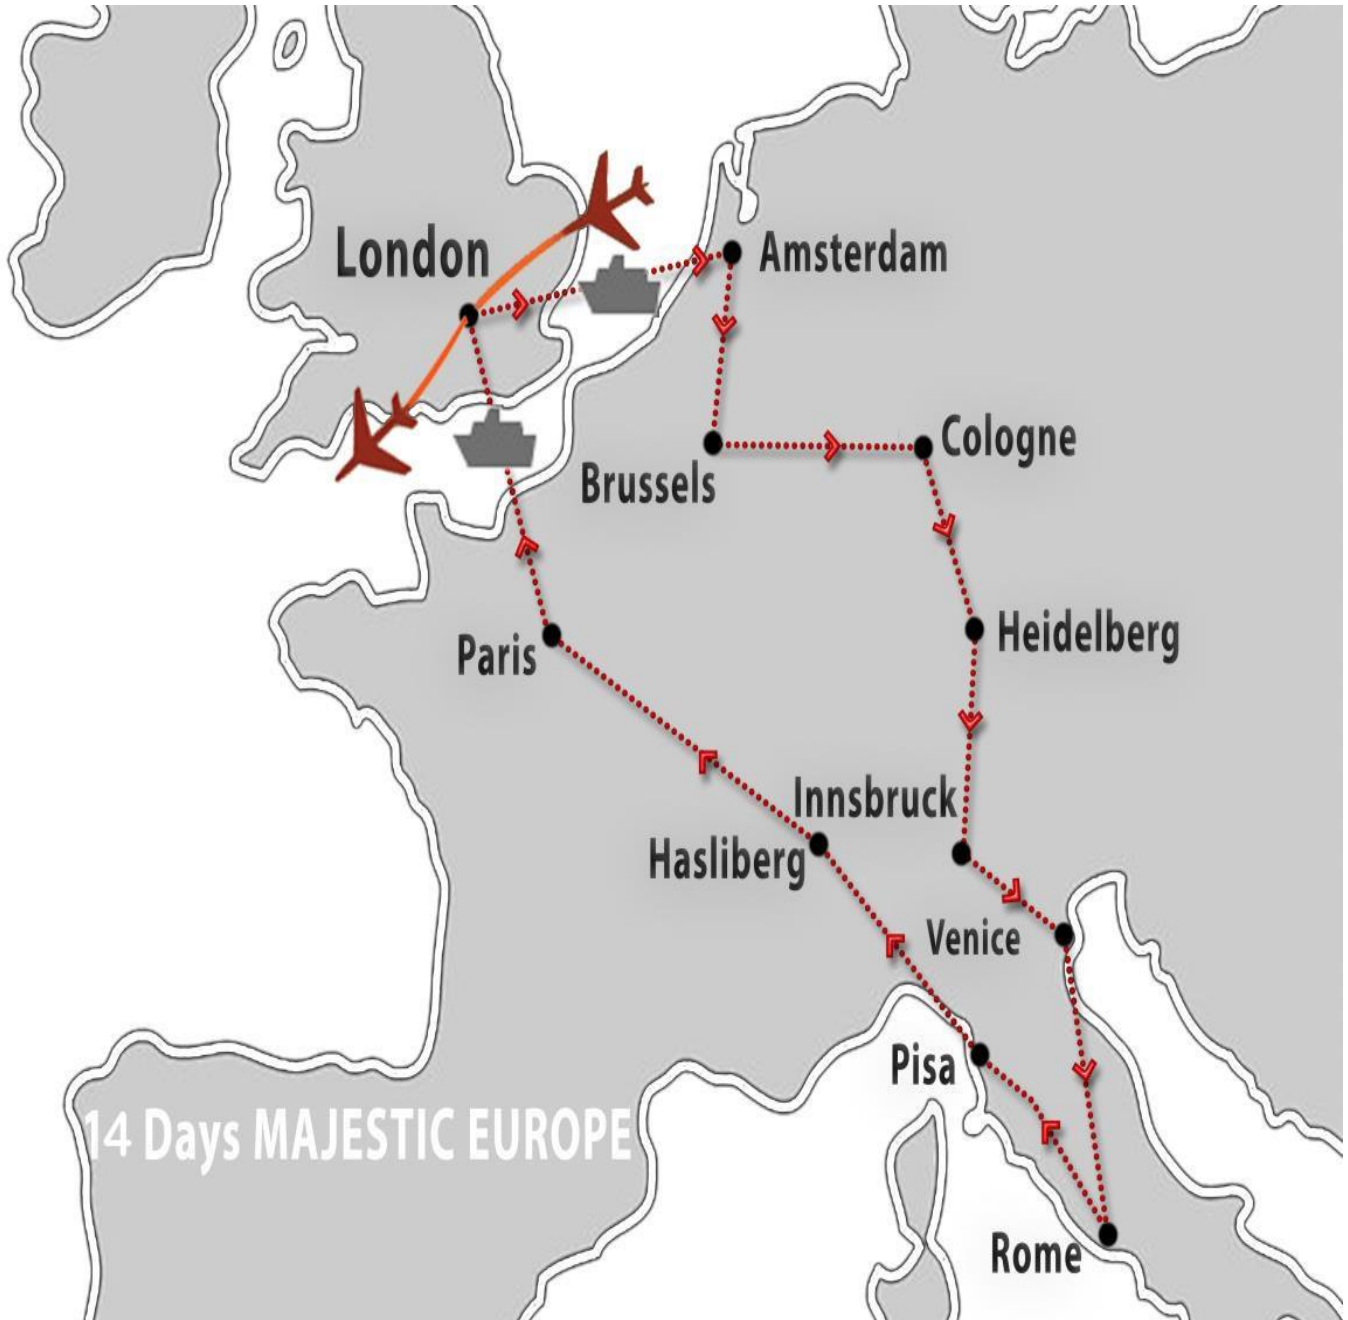 London
Amsterdam
Cologne
Brussels
Heidelberg
Paris
Innsbruck
Hasliberg
Venice
Pisa
14 Days MAJESTIC EUROPE
Rome